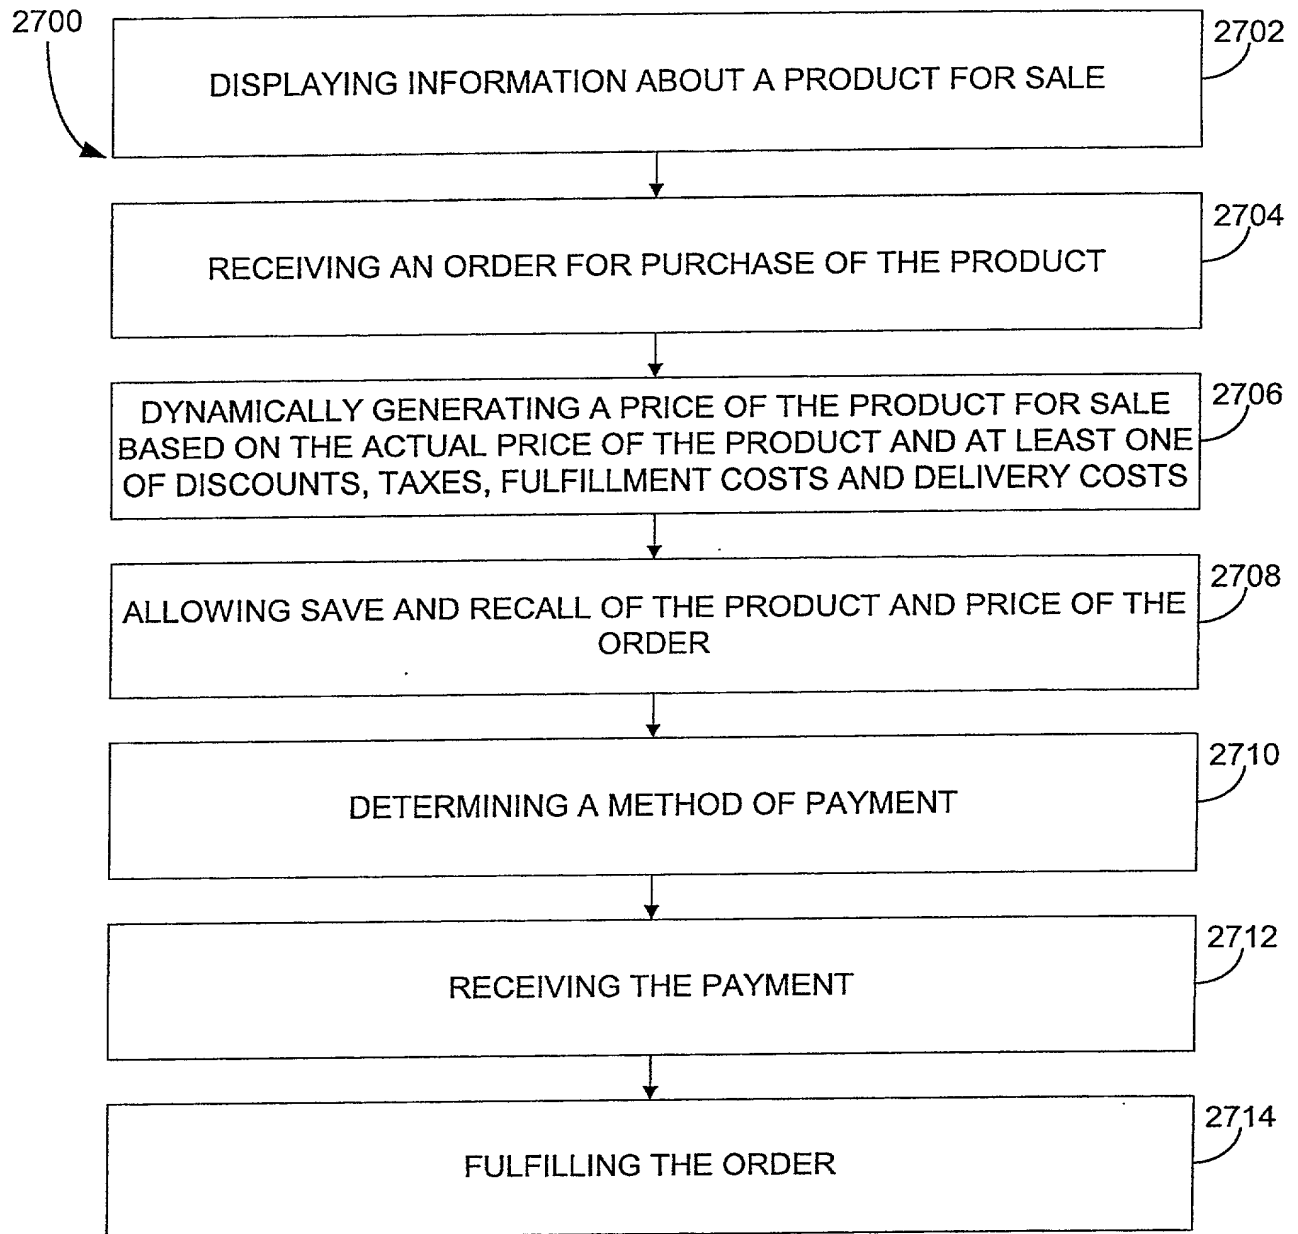 2700
2702
DISPLAYING INFORMATION ABOUT A PRODUCT FOR SALE
2704
RECEIVING AN ORDER FOR PURCHASE OF THE PRODUCT
2706
DYNAMICALLY GENERATING A PRICE OF THE PRODUCT FOR SALE
BASED ON THE ACTUAL PRICE OF THE PRODUCT AND AT LEAST ONE
OF DISCOUNTS, TAXES, FULFILLMENT COSTS AND DELIVERY COSTS
2708
ALLOWING SAVE AND RECALL OF THE PRODUCT AND PRICE OF THE
ORDER
2710
DETERMINING A METHOD OF PAYMENT
2712
RECEIVING THE PAYMENT
2714
FULFILLING THE ORDER